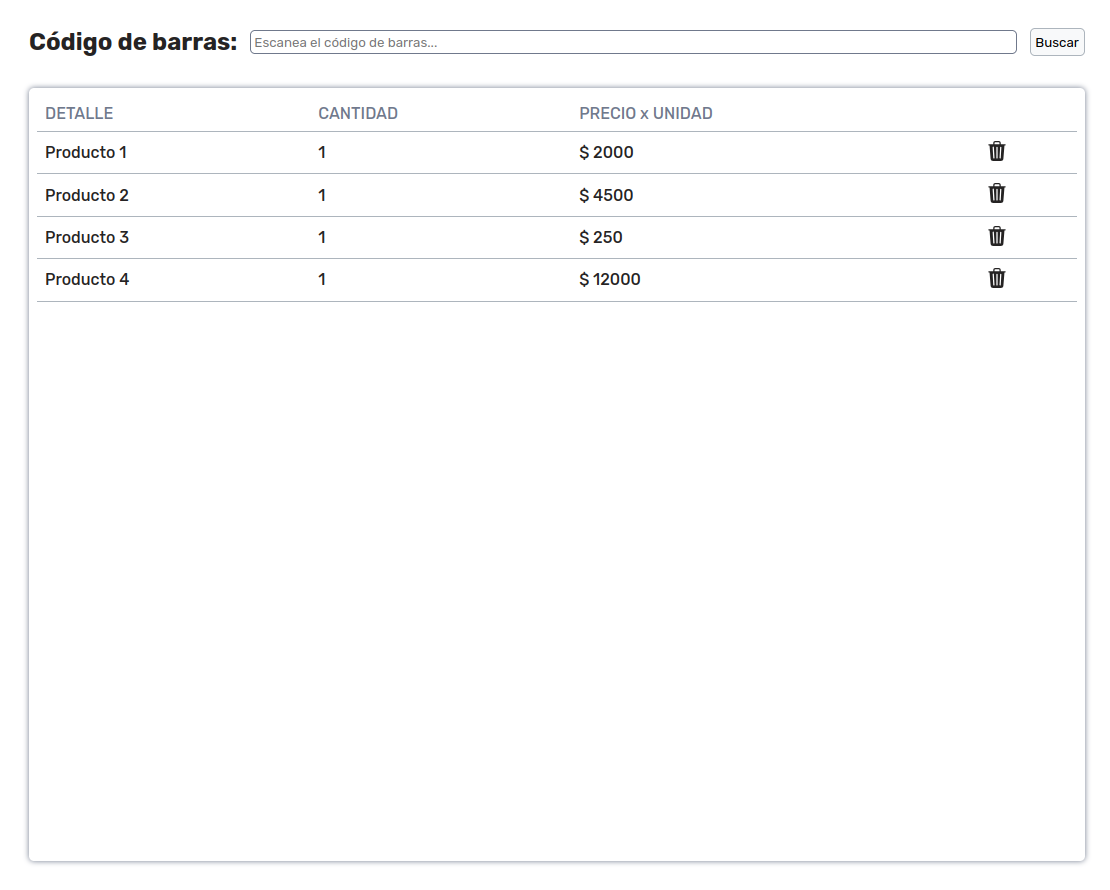 Código de barras: Escanea el código de barras... Buscar
DETALLE CANTIDAD PRECIO x UNIDAD
Producto 1 1 $ 2000
Producto 2 1 $ 4500
Producto 3 1 $ 250
Producto 4 1 $ 12000